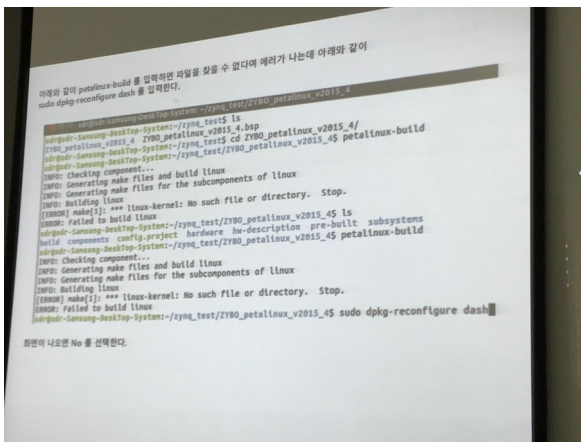 아래와 같이 petalinux-build 를 입력하면 파일을 찾을 수 없다며 에러가 나는데 아래와 같이
sudo dpkg-reconfigure dash 를 입력한다.
sdr@sdr-Samsung-DeskTop-System: ~/zynq_test/ZYBO_petalinux_v2015_4
sdr@sdr-Samsung-DeskTop-System:~/zynq_test$ ls
ZYBO_petalinux_v2015_4 ZYBO_petalinux_v2015_4.bsp
sdr@sdr-Samsung-DeskTop-System:~/zynq_test$ cd ZYBO_petalinux_v2015_4/
sdr@sdr-Samsung-DeskTop-System:~/zynq_test/ZYBO_petalinux_v2015_4$ petalinux-build
INFO: Checking component...
INFO: Generating make files and build linux
INFO: Generating make files for the subcomponents of linux
INFO: Building linux
[ERROR] make[1]: *** linux-kernel: No such file or directory. Stop.
ERROR: Failed to build linux
sdr@sdr-Samsung-DeskTop-System:~/zynq_test/ZYBO_petalinux_v2015_4$ ls
build components config.project hardware hw-description pre-built subsystems
sdr@sdr-Samsung-DeskTop-System:~/zynq_test/ZYBO_petalinux_v2015_4$ petalinux-build
INFO: Checking component...
INFO: Generating make files and build linux
INFO: Generating make files for the subcomponents of linux
INFO: Building linux
[ERROR] make[1]: *** linux-kernel: No such file or directory. Stop.
ERROR: Failed to build linux
sdr@sdr-Samsung-DeskTop-System:~/zynq_test/ZYBO_petalinux_v2015_4$ sudo dpkg-reconfigure dash
화면이 나오면 No 를 선택한다.